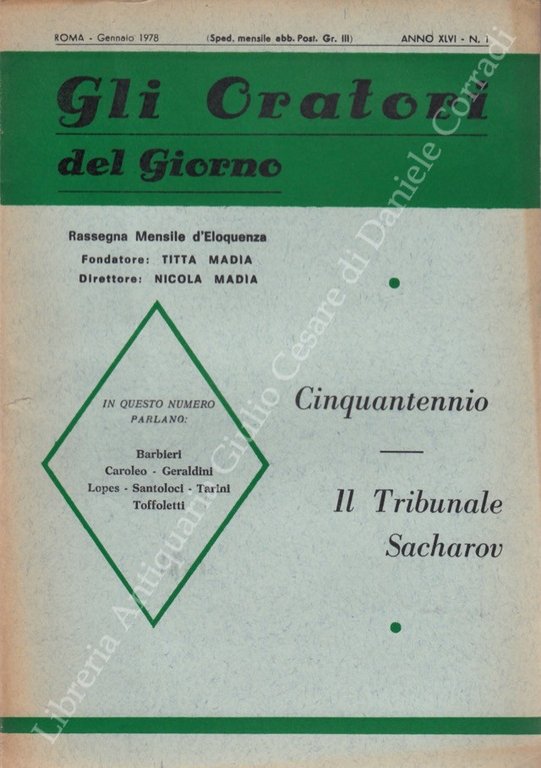 ROMA - Gennaio 1978 (Sped. mensile abb. Post. Gr. III) ANNO XLVI - N. 1
Gli Oratori
del Giorno
Rassegna Mensile d'Eloquenza
Fondatore: TITTA MADIA
Direttore: NICOLA MADIA
IN QUESTO NUMERO
PARLANO:
Barbieri
Caroleo - Geraldini
Lopes - Santoloci - Tarini
Toffoletti
Cinquantennio
Il Tribunale
Sacharov
Libreria Antiquaria Giulio Cesare di Daniele Corradi